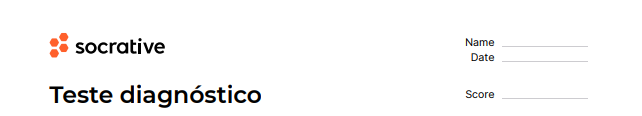 socrative
Name
Date
Teste diagnóstico
Score